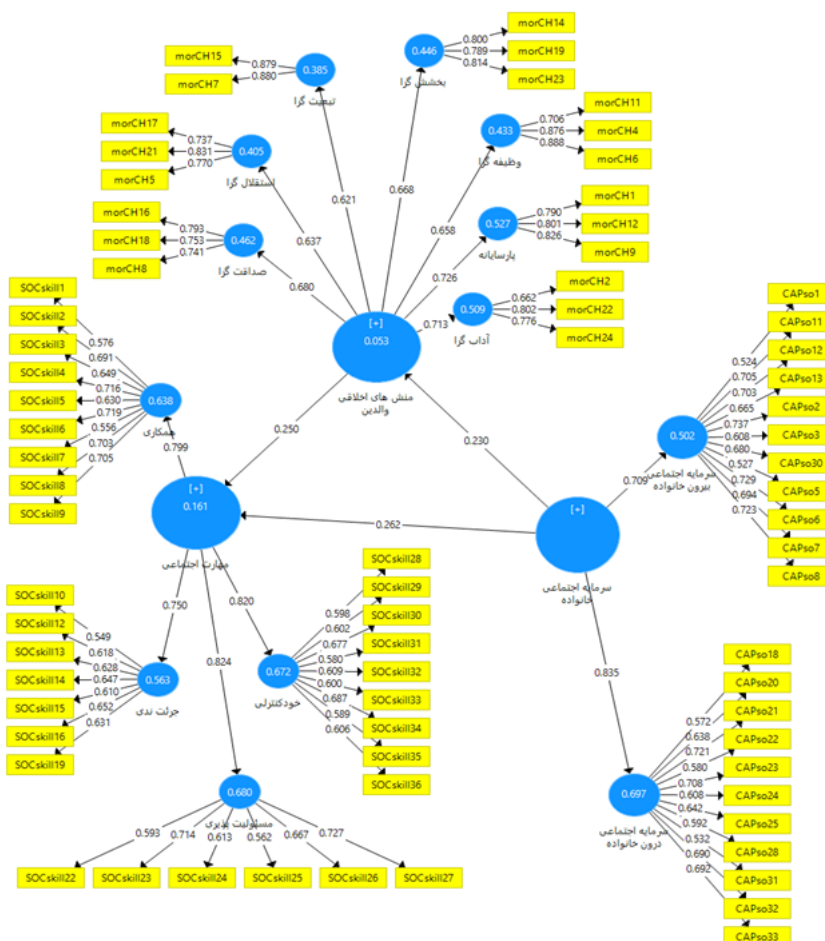 morCH15
morCH7
0.879
0.880
0.385
تبعیت گرا
0.446
بخشش گرا
0.800
0.789
0.814
morCH14
morCH19
morCH23
morCH17
morCH21
morCH5
0.737
0.831
0.770
0.405
استقلال گرا
0.433
وظیفه گرا
0.706
0.876
0.888
morCH11
morCH4
morCH6
morCH16
morCH18
morCH8
0.793
0.753
0.741
0.462
صداقت گرا
0.527
پارسایانه
0.790
0.801
0.826
morCH1
morCH12
morCH9
0.509
آداب گرا
0.662
0.802
0.776
morCH2
morCH22
morCH24
0.680
0.637
0.621
0.668
0.658
0.726
0.713
[+]
0.053
منش های اخلاقی
والدین
SOCskill1
SOCskill2
SOCskill3
SOCskill4
SOCskill5
SOCskill6
SOCskill7
SOCskill8
SOCskill9
0.576
0.691
0.649
0.716
0.630
0.719
0.556
0.703
0.705
0.638
همکاری
0.799
0.250
0.230
0.262
[+]
0.161
مهارت اجتماعی
[+]
سرمایه اجتماعی
خانواده
0.709
0.502
سرمایه اجتماعی
بیرون خانواده
0.524
0.705
0.703
0.665
0.737
0.608
0.680
0.527
0.729
0.694
0.723
CAPso1
CAPso11
CAPso12
CAPso13
CAPso2
CAPso3
CAPso30
CAPso5
CAPso6
CAPso7
CAPso8
0.750
0.824
0.820
0.835
SOCskill10
SOCskill12
SOCskill13
SOCskill14
SOCskill15
SOCskill16
SOCskill19
0.549
0.618
0.628
0.647
0.610
0.652
0.631
0.563
جرئت ندی
0.672
خودکنترلی
0.598
0.602
0.677
0.580
0.609
0.600
0.687
0.589
0.606
SOCskill28
SOCskill29
SOCskill30
SOCskill31
SOCskill32
SOCskill33
SOCskill34
SOCskill35
SOCskill36
0.697
سرمایه اجتماعی
درون خانواده
0.572
0.638
0.721
0.580
0.708
0.608
0.642
0.592
0.532
0.690
0.692
CAPso18
CAPso20
CAPso21
CAPso22
CAPso23
CAPso24
CAPso25
CAPso28
CAPso31
CAPso32
CAPso33
0.680
مسئولیت پذیری
0.593
0.714
0.613
0.562
0.667
0.727
SOCskill22
SOCskill23
SOCskill24
SOCskill25
SOCskill26
SOCskill27